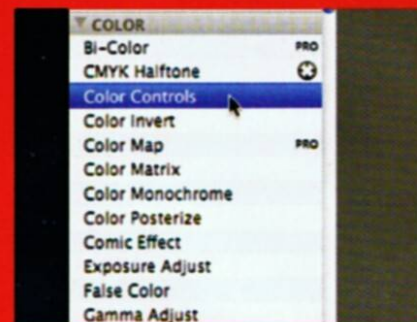 COLOR
Bi-Color PRO
CMYK Halftone
Color Controls
Color Invert
Color Map PRO
Color Matrix
Color Monochrome
Color Posterize
Comic Effect
Exposure Adjust
False Color
Gamma Adjust